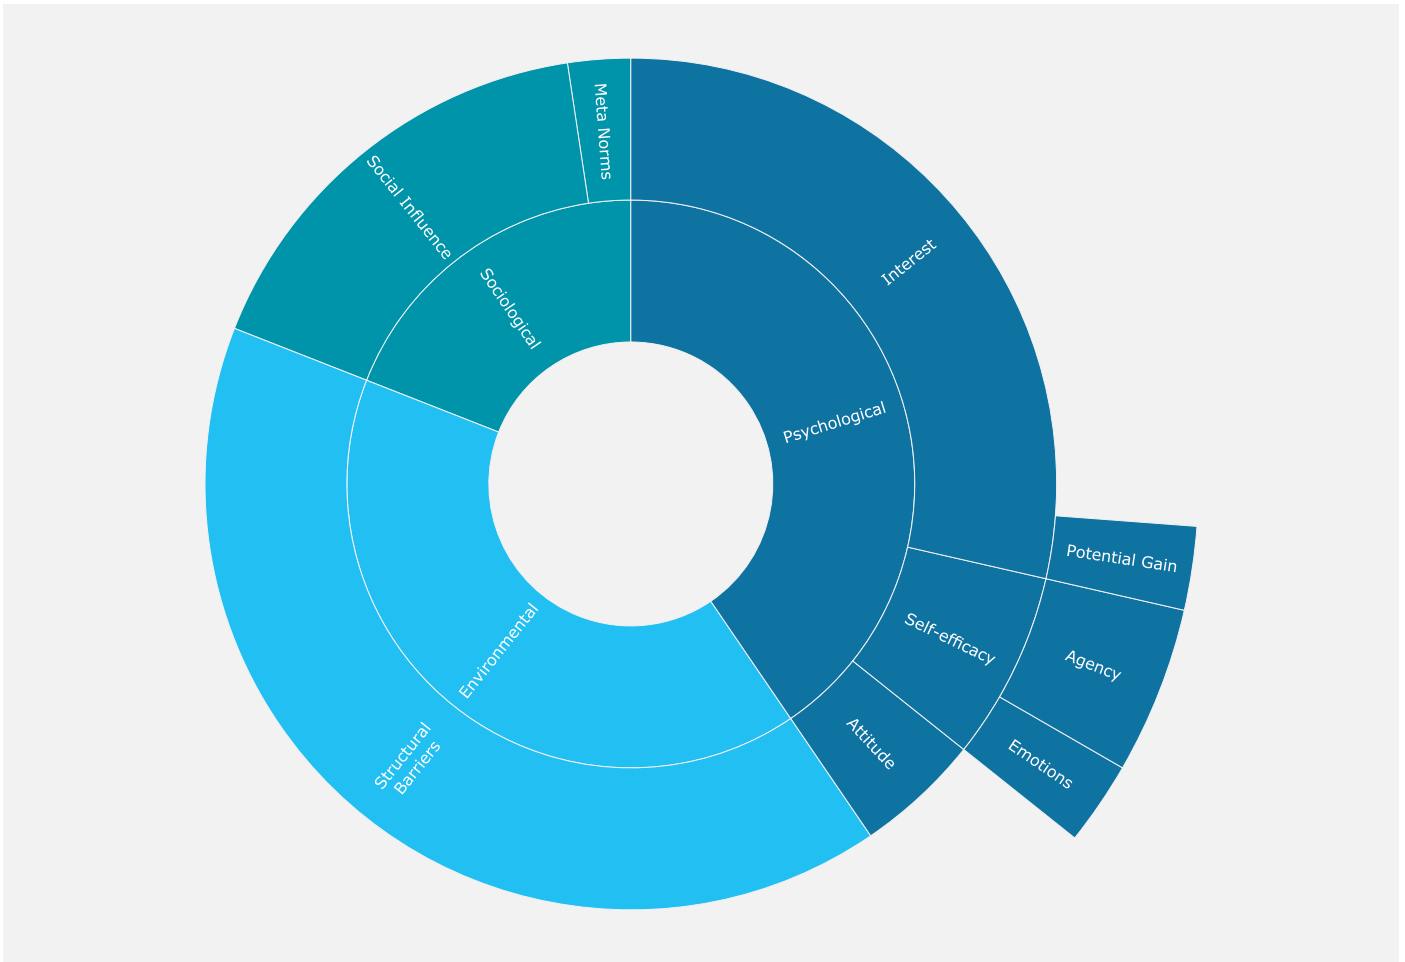 Meta Norms
Social Influence
Sociological
Interest
Psychological
Potential Gain
Self-efficacy
Agency
Attitude
Emotions
Environmental
Structural
Barriers